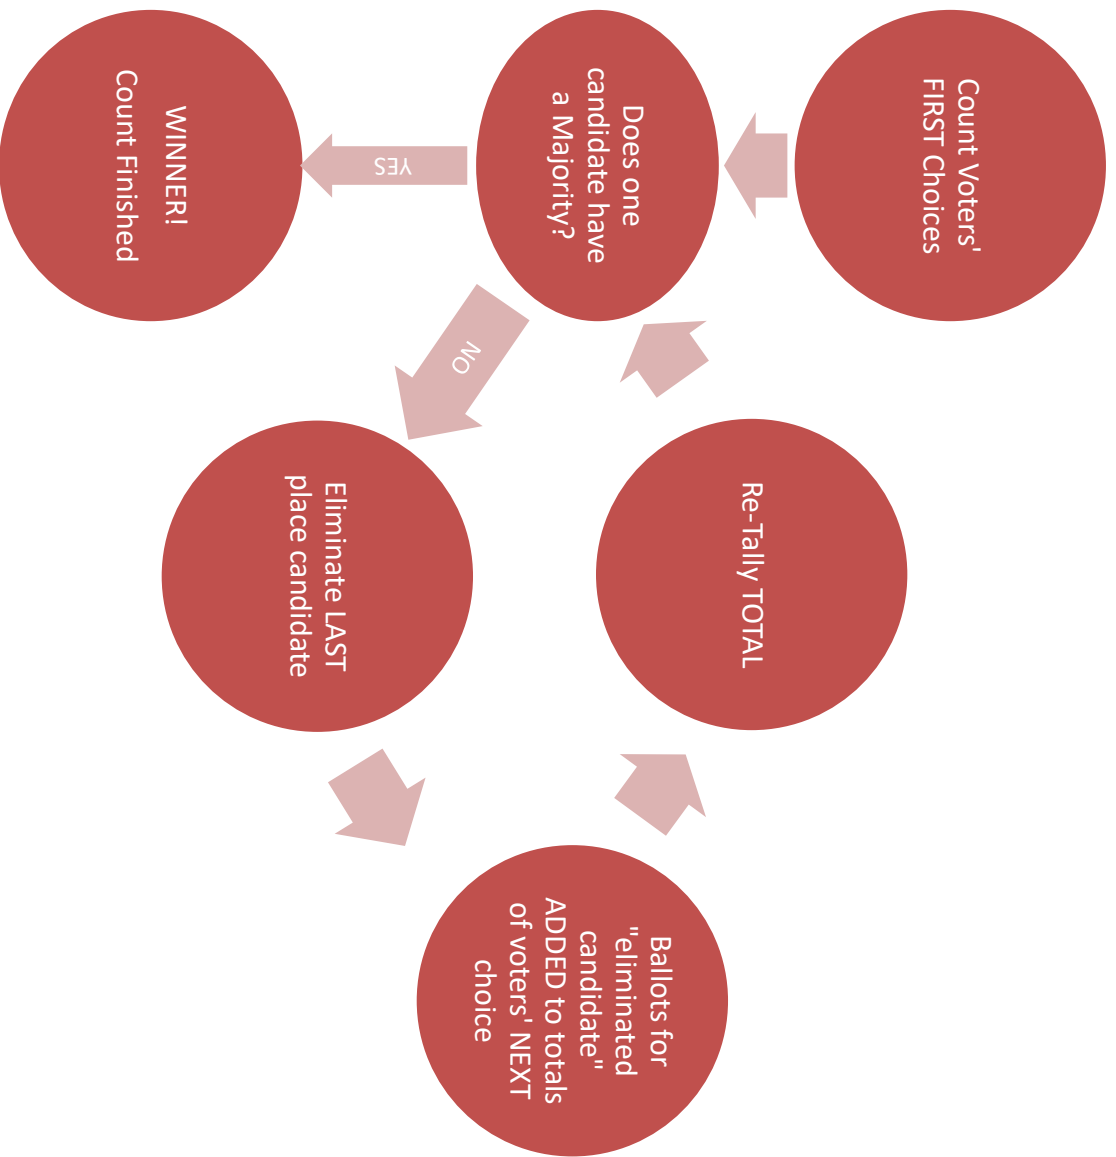 Count Voters'
FIRST Choices
Does one
candidate have
a Majority?
YES
WINNER!
Count Finished
NO
Eliminate LAST
place candidate
Ballots for
"eliminated
candidate"
ADDED to totals
of voters' NEXT
choice
Re-Tally TOTAL